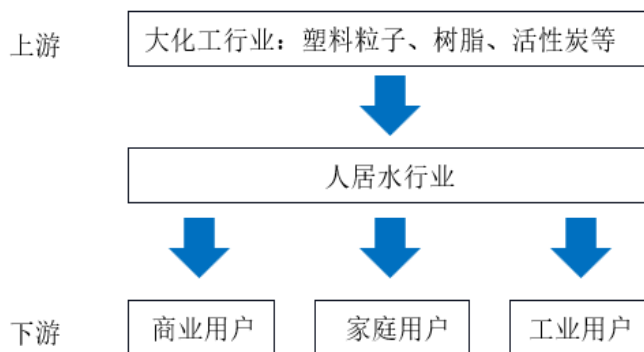 上游
大化工行业：塑料粒子、树脂、活性炭等
人居水行业
下游
商业用户
家庭用户
工业用户